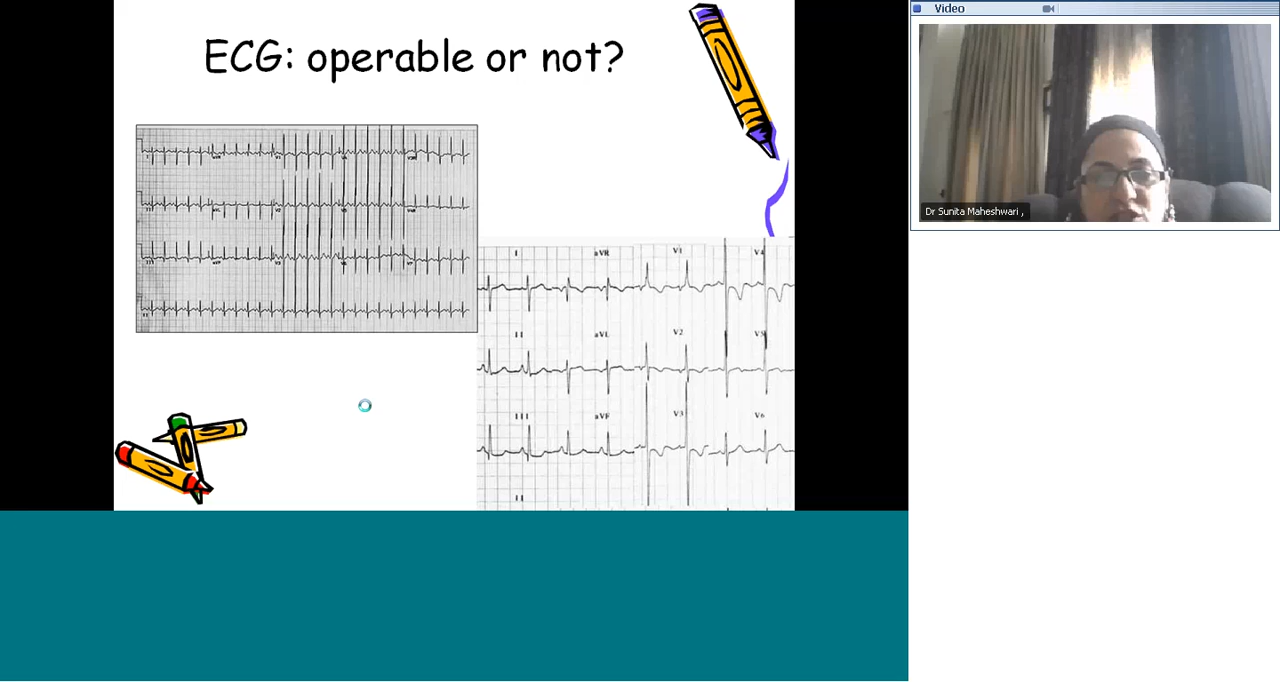 ECG: operable or not?
I aVR V1 V4
II aVL V2 V5
III aVF V3 V6
II
Video
Dr Sunita Maheshwari ,